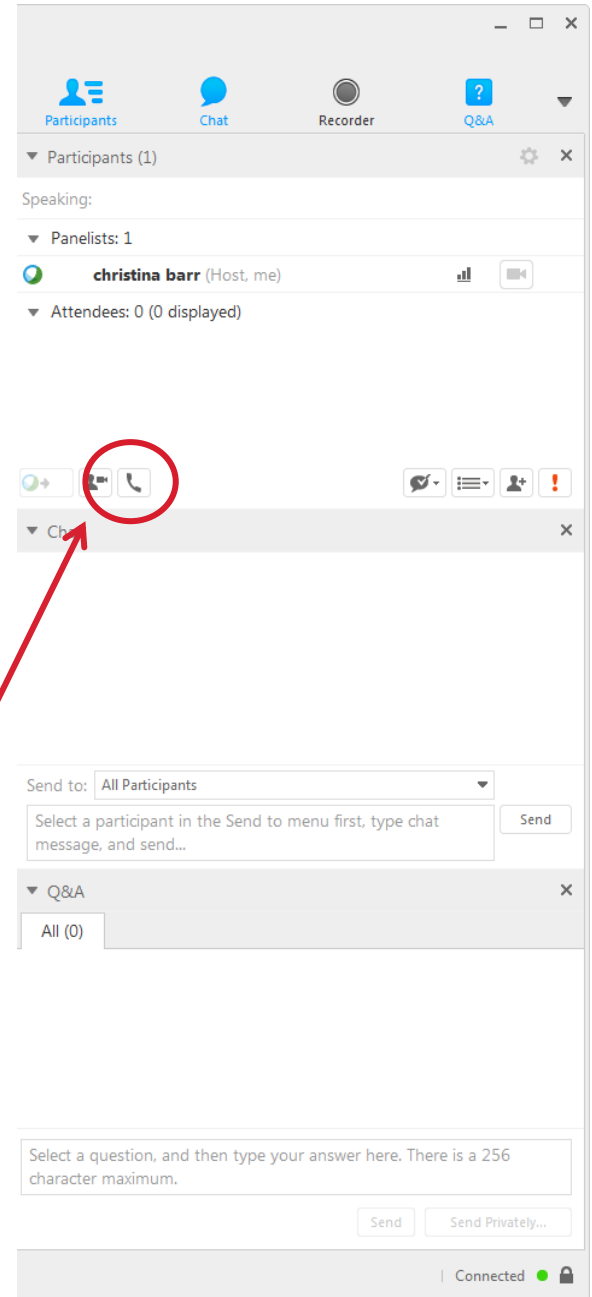 Participants Chat Recorder Q&A
Participants (1)
Speaking:
Panelists: 1
christina barr (Host, me)
Attendees: 0 (0 displayed)
Send to: All Participants
Select a participant in the Send to menu first, type chat
message, and send...
Send
Q&A
All (0)
Select a question, and then type your answer here. There is a 256
character maximum.
Send Send Privately...
Connected